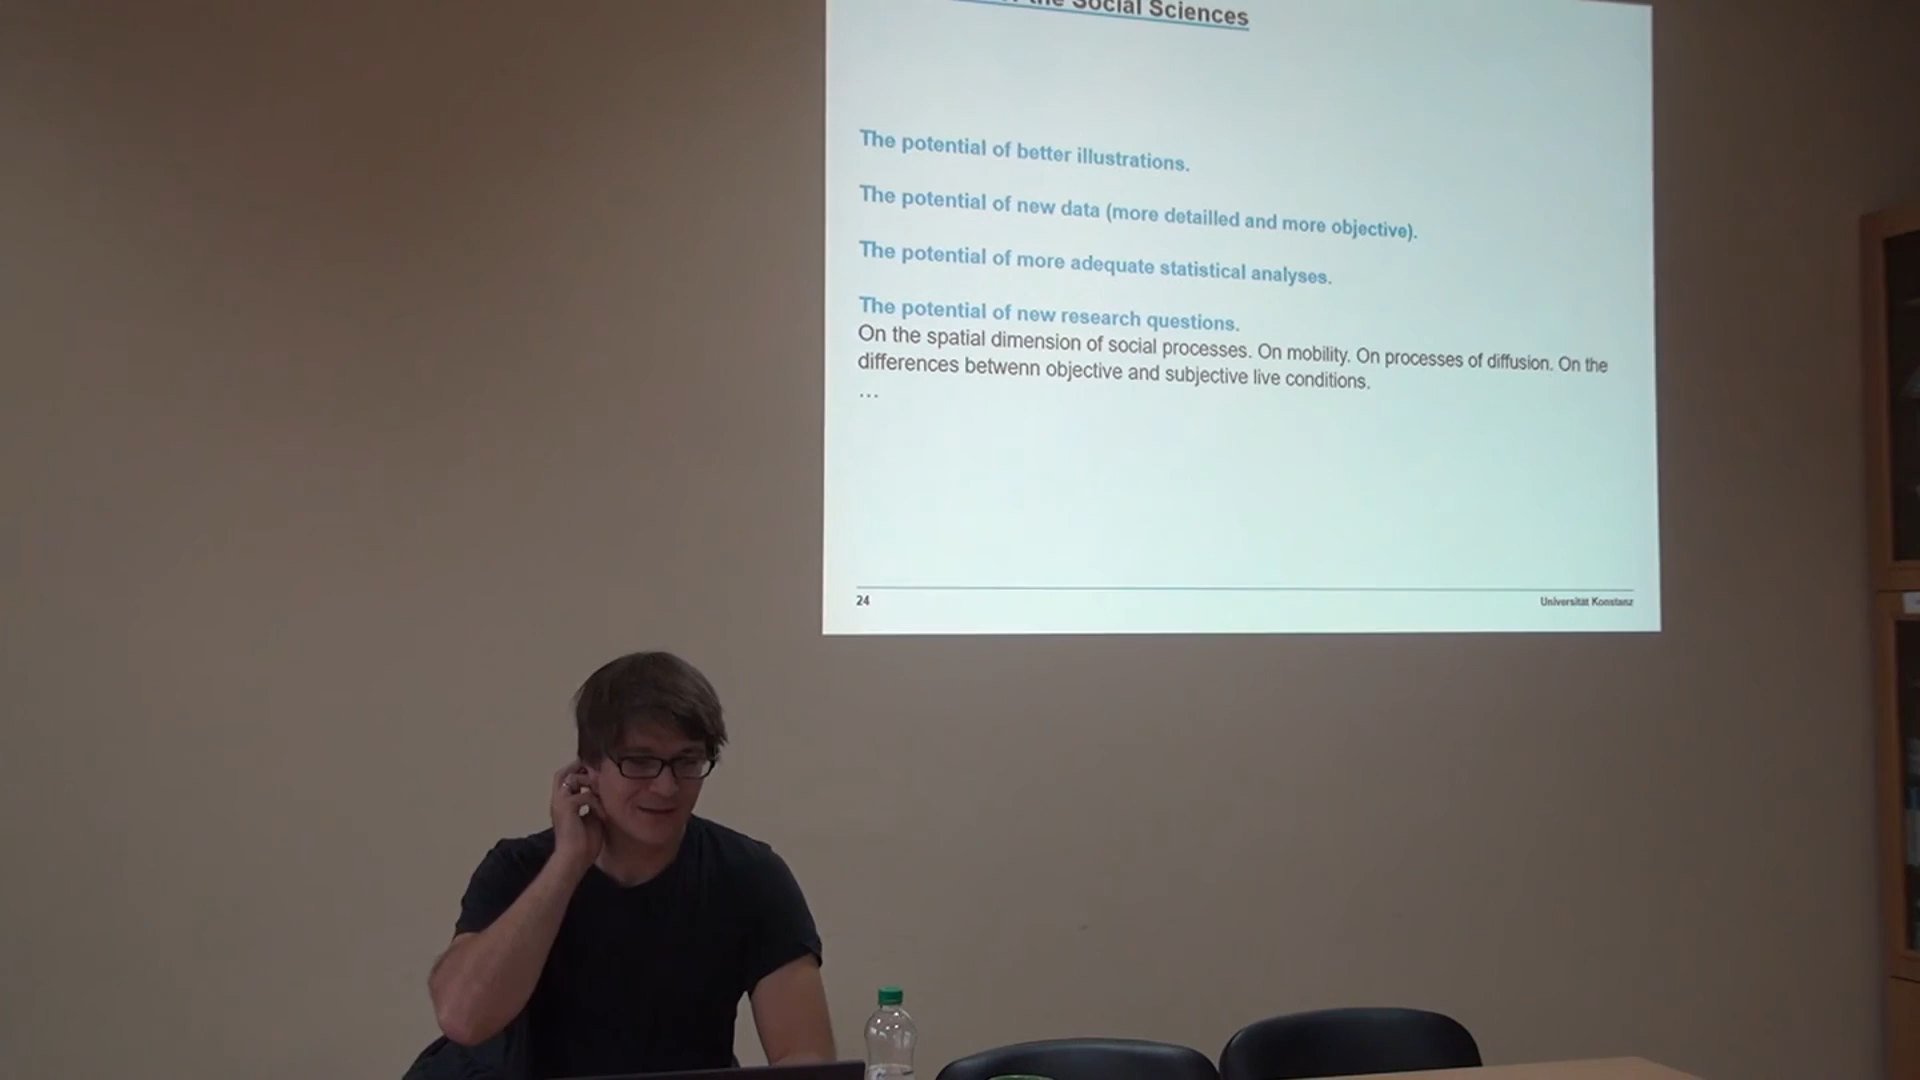 the Social Sciences
The potential of better illustrations.
The potential of new data (more detailled and more objective).
The potential of more adequate statistical analyses.
The potential of new research questions.
On the spatial dimension of social processes. On mobility. On processes of diffusion. On the
differences betwenn objective and subjective live conditions.
...
24
Universität Konstanz